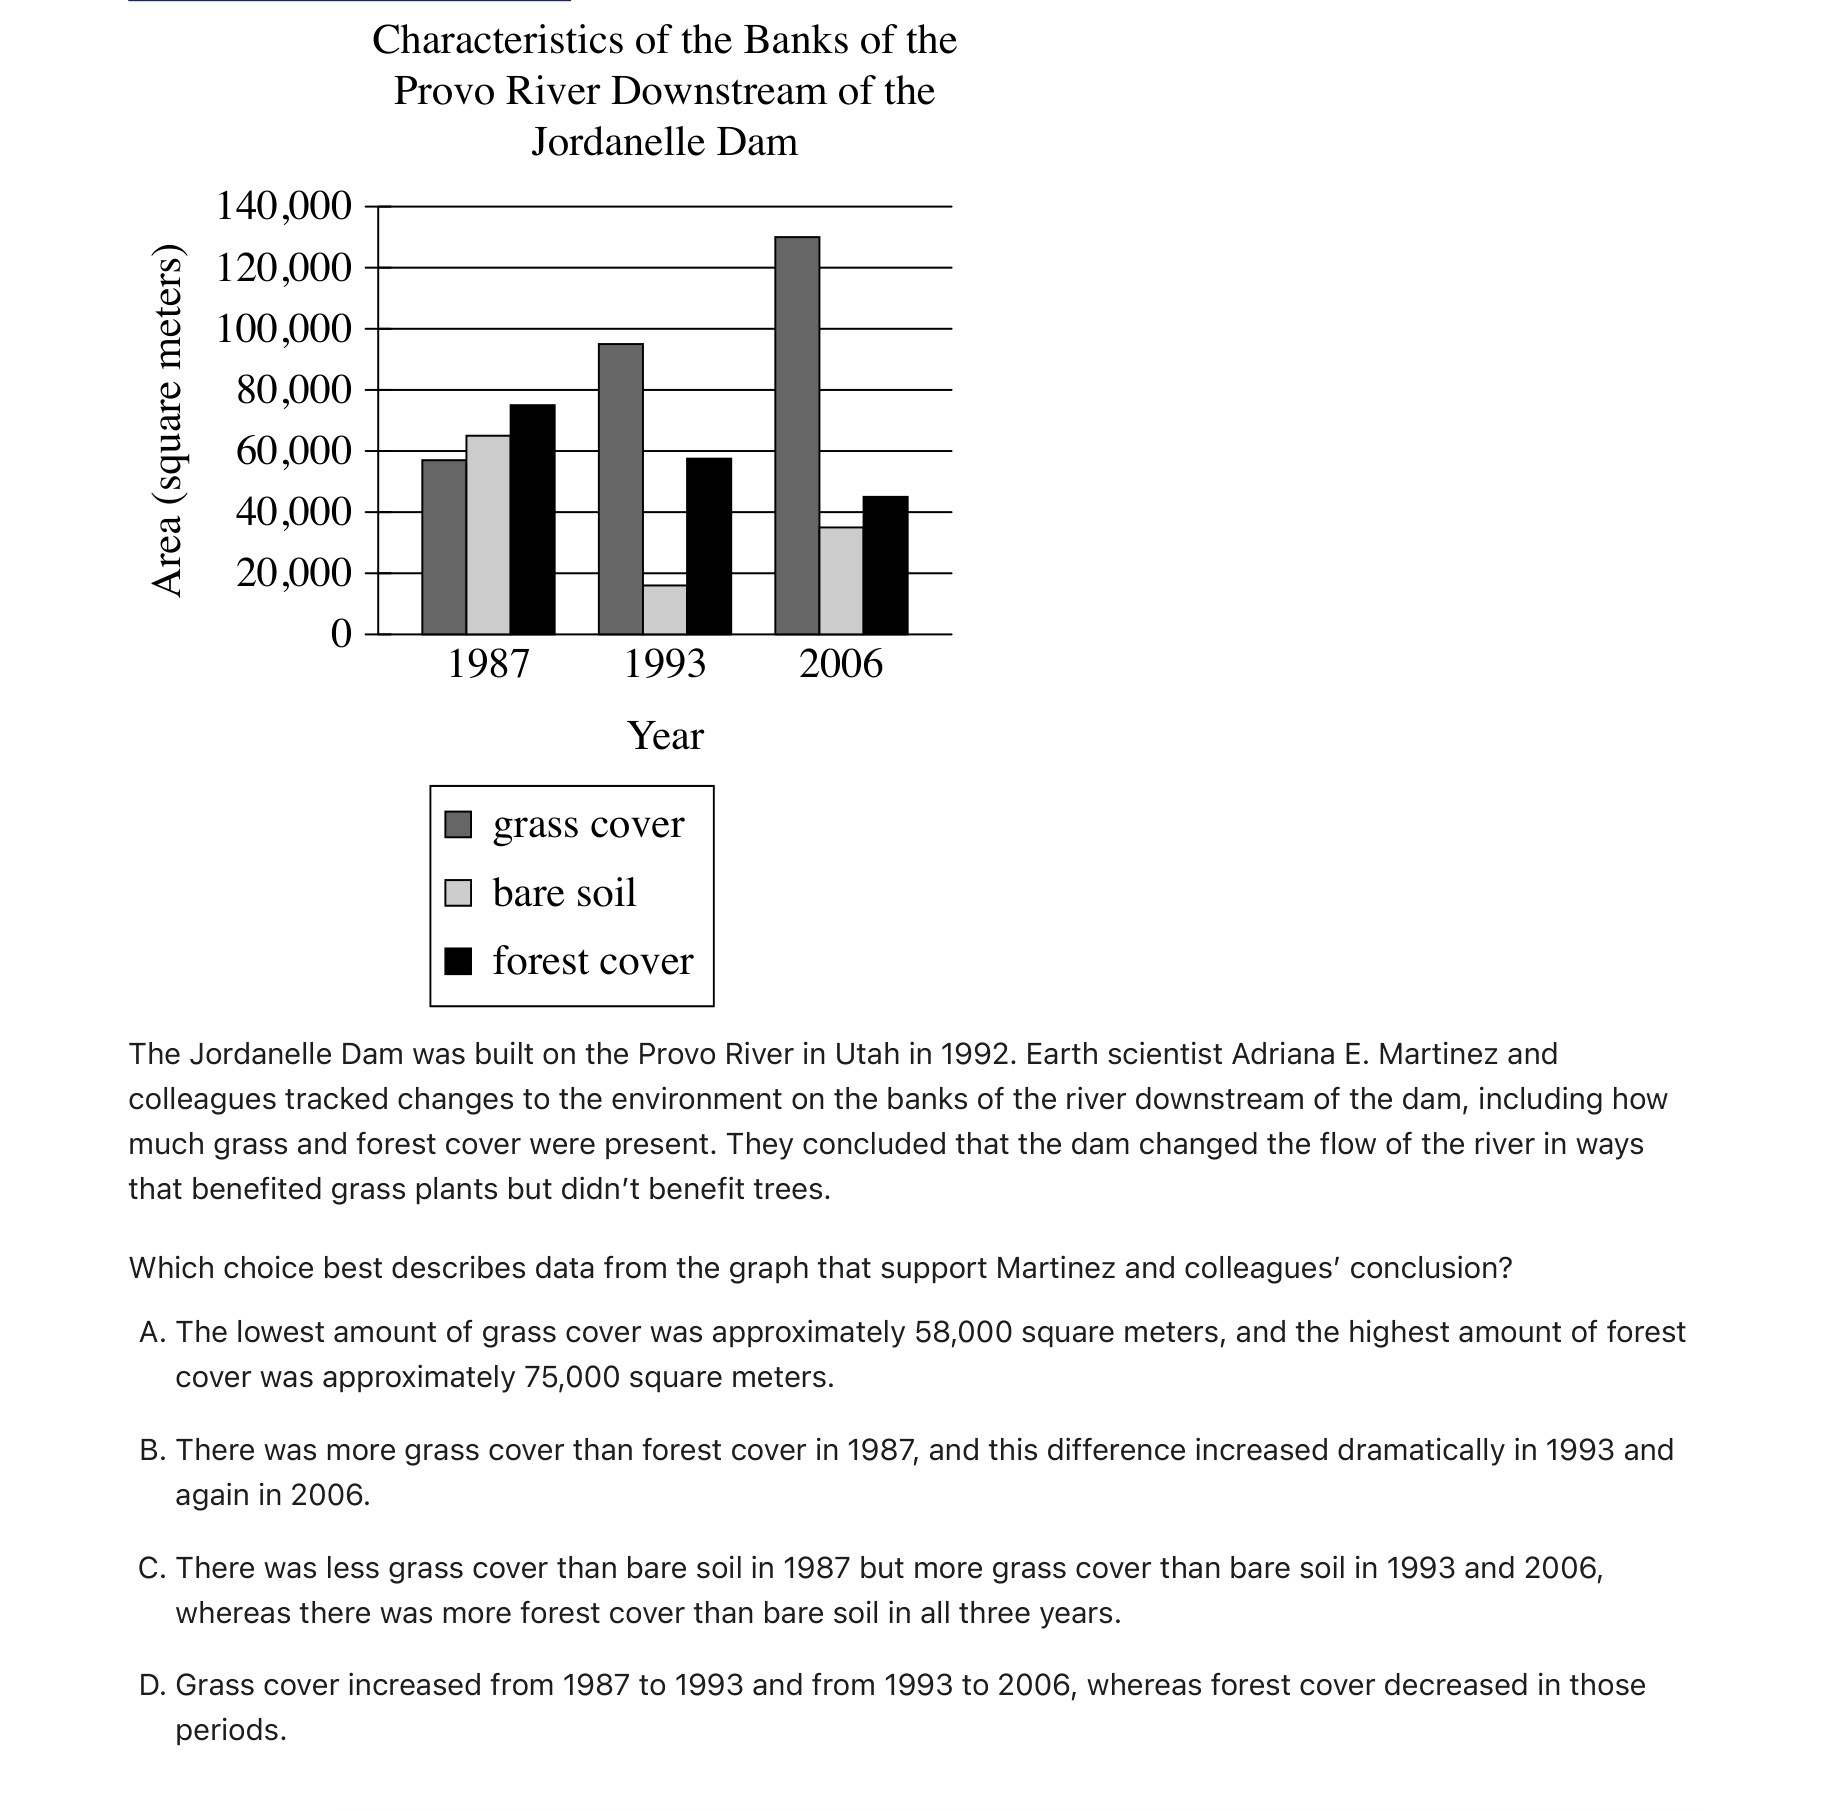 Characteristics of the Banks of the
Provo River Downstream of the
Jordanelle Dam
140,000
120,000
100,000
80,000
60,000
40,000
20,000
0
Area (square meters)
1987 1993 2006
Year
grass cover
bare soil
forest cover
The Jordanelle Dam was built on the Provo River in Utah in 1992. Earth scientist Adriana E. Martinez and
colleagues tracked changes to the environment on the banks of the river downstream of the dam, including how
much grass and forest cover were present. They concluded that the dam changed the flow of the river in ways
that benefited grass plants but didn’t benefit trees.
Which choice best describes data from the graph that support Martinez and colleagues’ conclusion?
A. The lowest amount of grass cover was approximately 58,000 square meters, and the highest amount of forest
cover was approximately 75,000 square meters.
B. There was more grass cover than forest cover in 1987, and this difference increased dramatically in 1993 and
again in 2006.
C. There was less grass cover than bare soil in 1987 but more grass cover than bare soil in 1993 and 2006,
whereas there was more forest cover than bare soil in all three years.
D. Grass cover increased from 1987 to 1993 and from 1993 to 2006, whereas forest cover decreased in those
periods.